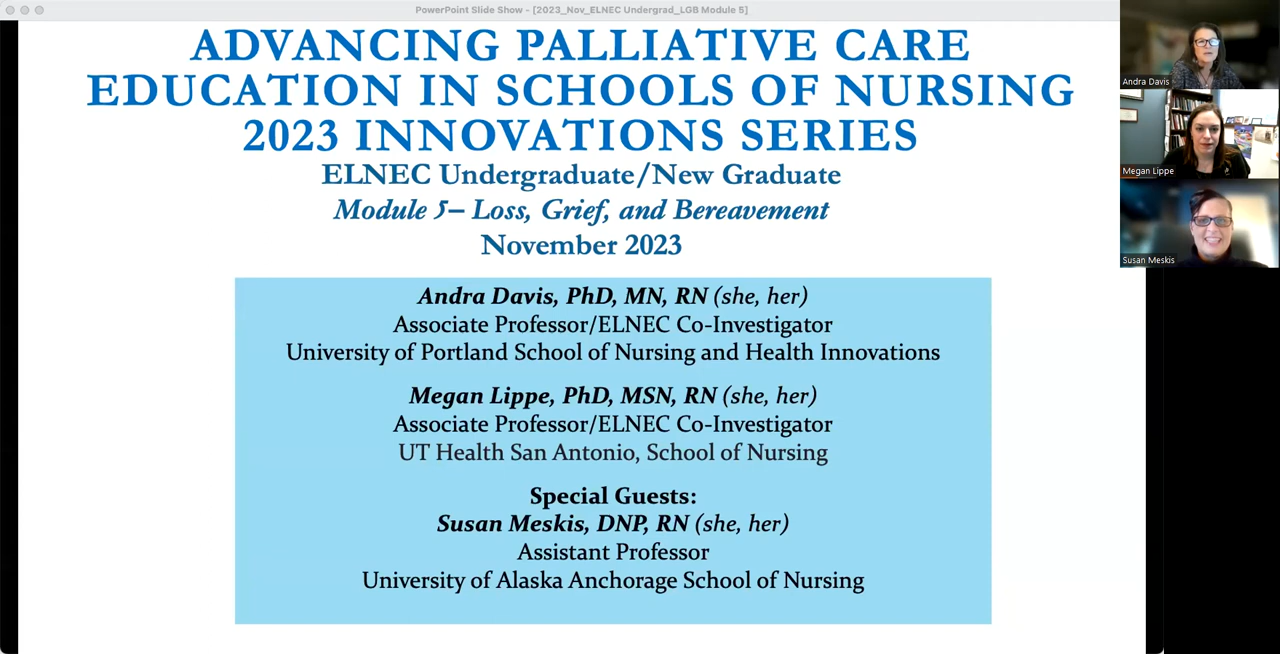 PowerPoint Slide Show - [2023_Nov_ELNEC Undergrad_LGB Module 5]
ADVANCING PALLIATIVE CARE
EDUCATION IN SCHOOLS OF NURSING
2023 INNOVATIONS SERIES
ELNEC Undergraduate/New Graduate
Module 5– Loss, Grief, and Bereavement
November 2023
Andra Davis, PhD, MN, RN (she, her)
Associate Professor/ELNEC Co-Investigator
University of Portland School of Nursing and Health Innovations
Megan Lippe, PhD, MSN, RN (she, her)
Associate Professor/ELNEC Co-Investigator
UT Health San Antonio, School of Nursing
Special Guests:
Susan Meskis, DNP, RN (she, her)
Assistant Professor
University of Alaska Anchorage School of Nursing
Andra Davis
Megan Lippe
Susan Meskis